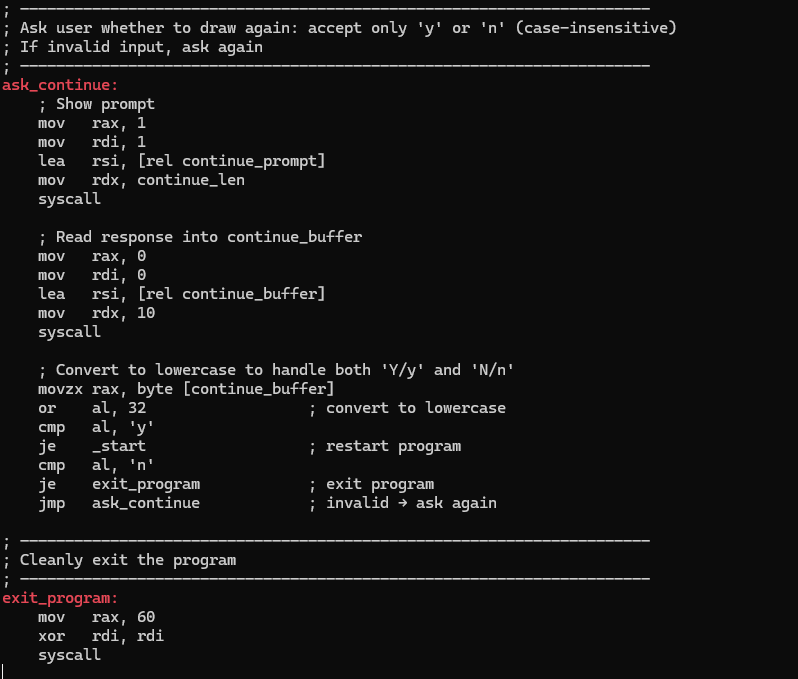 ; ──────────────────────────────────────────────────────────────────────
; Ask user whether to draw again: accept only 'y' or 'n' (case-insensitive)
; If invalid input, ask again
; ──────────────────────────────────────────────────────────────────────
ask_continue:
    ; Show prompt
    mov   rax, 1
    mov   rdi, 1
    lea   rsi, [rel continue_prompt]
    mov   rdx, continue_len
    syscall

    ; Read response into continue_buffer
    mov   rax, 0
    mov   rdi, 0
    lea   rsi, [rel continue_buffer]
    mov   rdx, 10
    syscall

    ; Convert to lowercase to handle both 'Y/y' and 'N/n'
    movzx rax, byte [continue_buffer]
    or    al, 32                  ; convert to lowercase
    cmp   al, 'y'
    je    _start                  ; restart program
    cmp   al, 'n'
    je    exit_program            ; exit program
    jmp   ask_continue            ; invalid → ask again

; ──────────────────────────────────────────────────────────────────────
; Cleanly exit the program
; ──────────────────────────────────────────────────────────────────────
exit_program:
    mov   rax, 60
    xor   rdi, rdi
    syscall